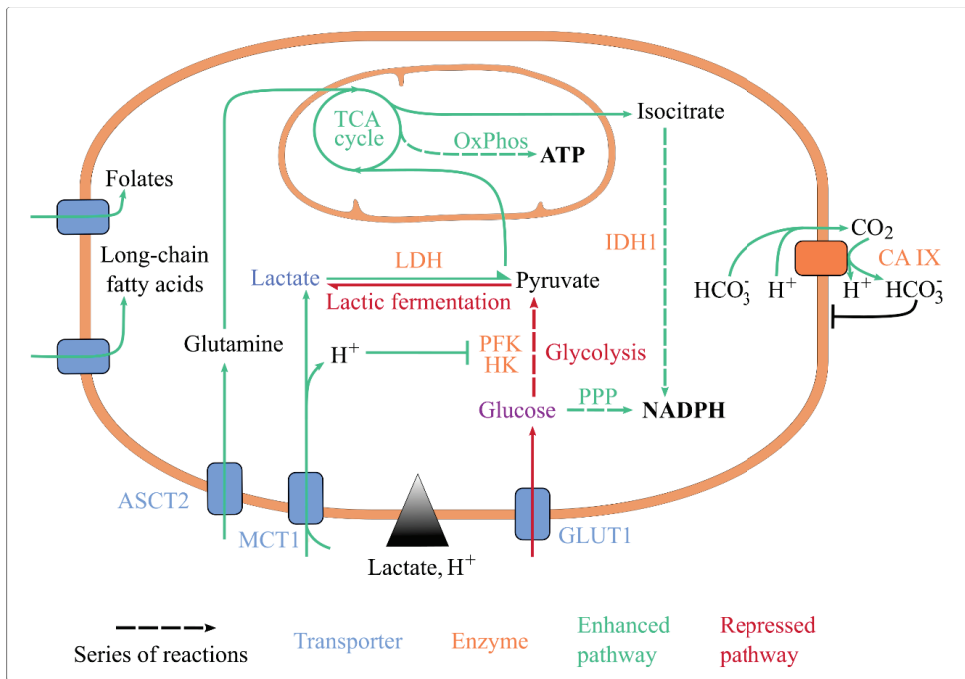 TCA
cycle
OxPhos
ATP
Isocitrate
Folates
Long-chain
fatty acids
IDH1
CO₂
CA IX
HCO₃⁻
H⁺
H⁺
HCO₃⁻
Lactate
LDH
Pyruvate
Lactic fermentation
Glutamine
H⁺
PFK
HK
Glycolysis
Glucose
PPP
NADPH
ASCT2
MCT1
GLUT1
Lactate, H⁺
Series of reactions
Transporter
Enzyme
Enhanced
pathway
Repressed
pathway